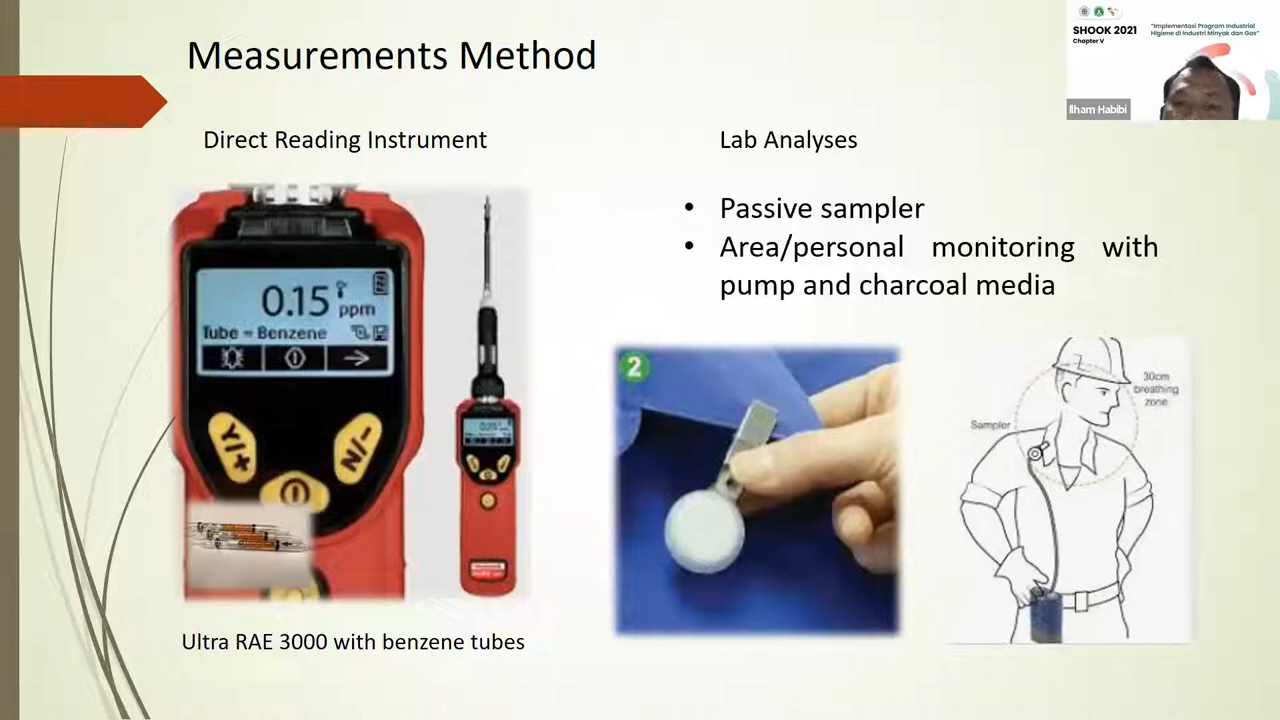 Measurements Method
SHOOK 2021
Chapter V
"Implementasi Program Industrial
Higiene di Industri Minyak dan Gas"
Ilham Habibi
Direct Reading Instrument
0.15 ppm
Tube = Benzene
Y/+
N/-
Ultra RAE 3000 with benzene tubes
Lab Analyses
• Passive sampler
• Area/personal monitoring with
pump and charcoal media
2
30cm
breathing
zone
Sampler